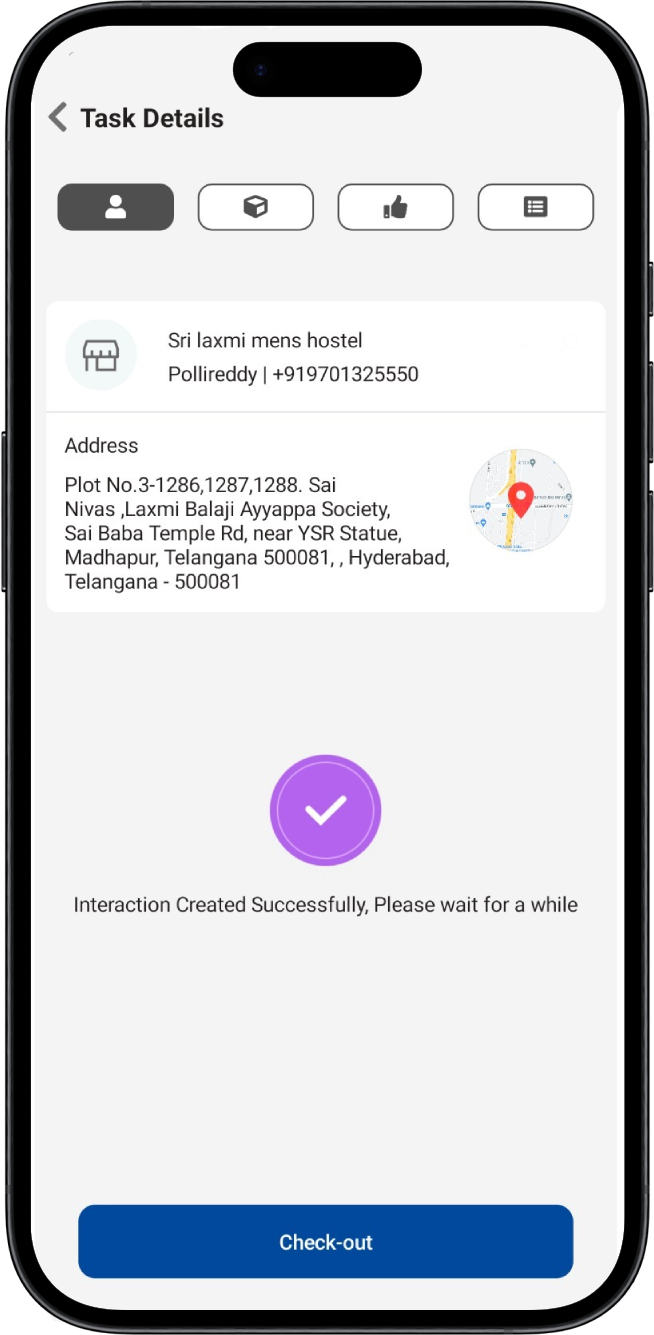 Task Details
Sri laxmi mens hostel
Pollireddy | +919701325550
Address
Plot No.3-1286,1287,1288. Sai
Nivas ,Laxmi Balaji Ayyappa Society,
Sai Baba Temple Rd, near YSR Statue,
Madhapur, Telangana 500081, , Hyderabad,
Telangana - 500081
Interaction Created Successfully, Please wait for a while
Check-out